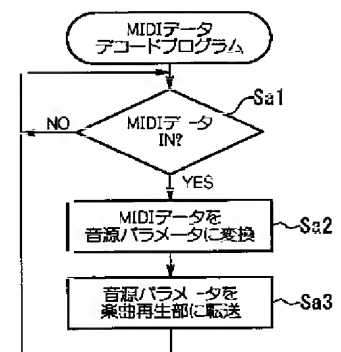 MIDIデータ
デコードプログラム
MIDIデータ
IN?
Sa1
NO
YES
MIDIデータを
音源パラメータに変換
Sa2
音源パラメータを
楽曲再生部に転送
Sa3